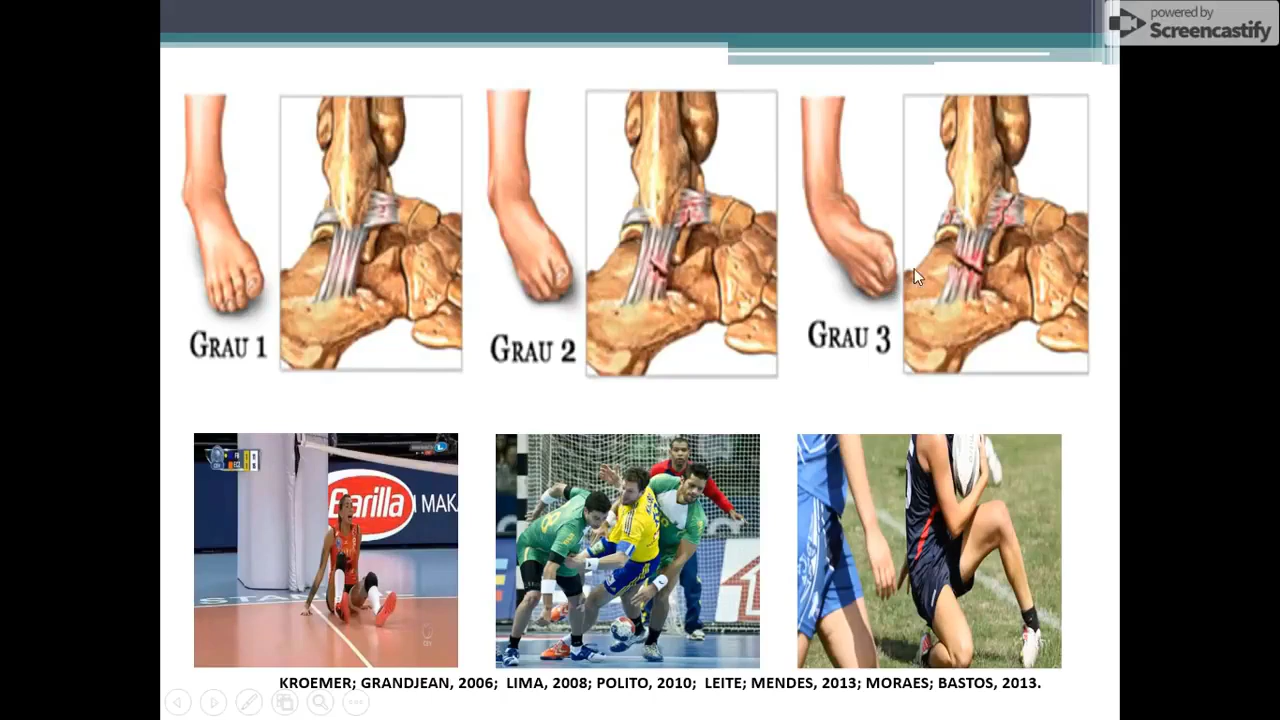 powered by
Screencastify
GRAU 1
GRAU 2
GRAU 3
Barilla
I MAKA
KROEMER; GRANDJEAN, 2006; LIMA, 2008; POLITO, 2010; LEITE; MENDES, 2013; MORAES; BASTOS, 2013.